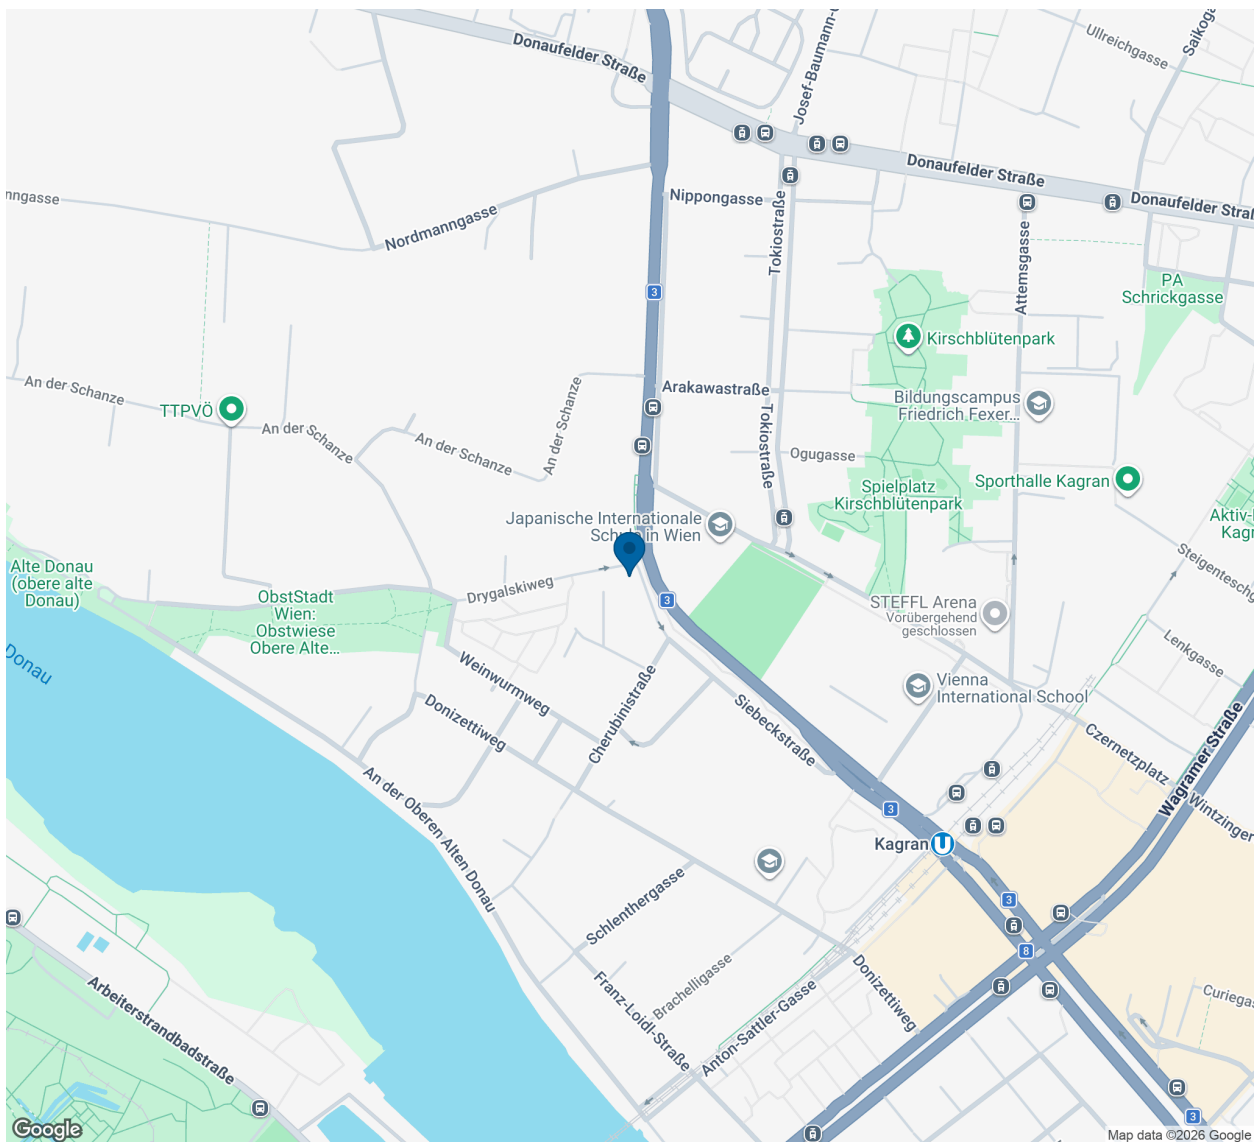 Donaufelder Straße
Josef-Baumann-G
Ullreichgasse
Saikoga
Donaufelder Straße
Donaufelder Straß
nngasse
Nordmanngasse
Nippongasse
Tokiostraße
Attemsgasse
PA
Schrickgasse
3
Kirschblütenpark
An der Schanze
TTPVÖ
An der Schanze
An der Schanze
An der Schanze
Arakawastraße
Tokiostraße
Bildungscampus
Friedrich Fexer...
Ogugasse
Spielplatz
Kirschblütenpark
Sporthalle Kagran
Aktiv-
Kagr
Japanische Internationale
Schule in Wien
Steigenteschg
Alte Donau
(obere alte
Donau)
ObstStadt
Wien:
Obstwiese
Obere Alte...
Drygalskiweg
3
STEFFL Arena
Vorübergehend
geschlossen
Lenkgasse
Donau
Weinwurmweg
Donizettiweg
Cherubinistraße
Siebeckstraße
Vienna
International School
Czernetzplatz
Wagramer Straße
Wintzinger
An der Oberen Alten Donau
3
Kagran
U
Schlenthergasse
3
8
Brachelligasse
Franz-Loidl-Straße
Anton-Sattler-Gasse
Donizettiweg
Curiegas
Arbeiterstrandbadstraße
3
Google
Map data ©2026 Google